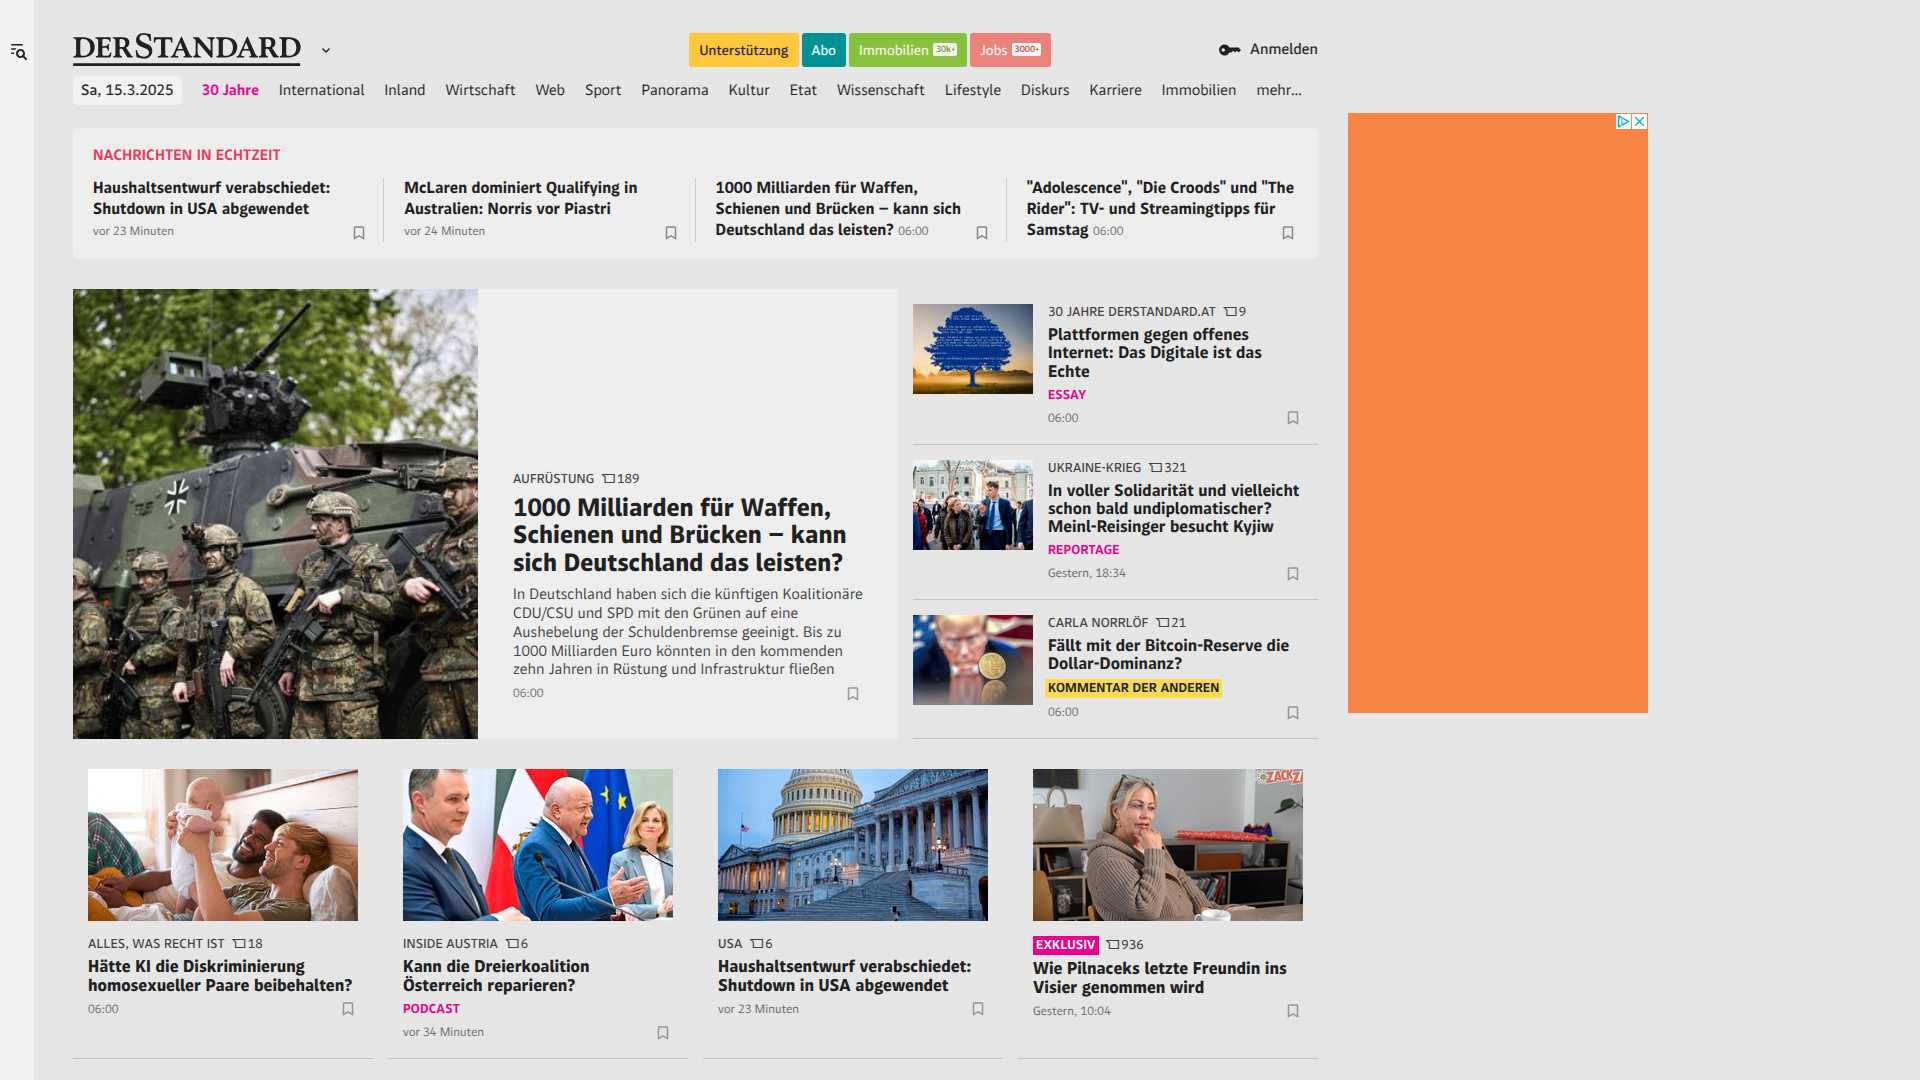 DERSTANDARD
Unterstützung
Abo
Immobilien 30k+
Jobs 3000+
Anmelden
Sa, 15.3.2025
30 Jahre
International
Inland
Wirtschaft
Web
Sport
Panorama
Kultur
Etat
Wissenschaft
Lifestyle
Diskurs
Karriere
Immobilien
mehr...
NACHRICHTEN IN ECHTZEIT
Haushaltsentwurf verabschiedet:
Shutdown in USA abgewendet
vor 23 Minuten
McLaren dominiert Qualifying in
Australien: Norris vor Piastri
vor 24 Minuten
1000 Milliarden für Waffen,
Schienen und Brücken – kann sich
Deutschland das leisten? 06:00
"Adolescence", "Die Croods" und "The
Rider": TV- und Streamingtipps für
Samstag 06:00
AUFRÜSTUNG 189
1000 Milliarden für Waffen,
Schienen und Brücken – kann
sich Deutschland das leisten?
In Deutschland haben sich die künftigen Koalitionäre
CDU/CSU und SPD mit den Grünen auf eine
Aushebelung der Schuldenbremse geeinigt. Bis zu
1000 Milliarden Euro könnten in den kommenden
zehn Jahren in Rüstung und Infrastruktur fließen
06:00
30 JAHRE DERSTANDARD.AT 9
Plattformen gegen offenes
Internet: Das Digitale ist das
Echte
ESSAY
06:00
UKRAINE-KRIEG 321
In voller Solidarität und vielleicht
schon bald undiplomatischer?
Meinl-Reisinger besucht Kyjiw
REPORTAGE
Gestern, 18:34
CARLA NORRLÖF 21
Fällt mit der Bitcoin-Reserve die
Dollar-Dominanz?
KOMMENTAR DER ANDEREN
06:00
ALLES, WAS RECHT IST 18
Hätte KI die Diskriminierung
homosexueller Paare beibehalten?
06:00
INSIDE AUSTRIA 6
Kann die Dreierkoalition
Österreich reparieren?
PODCAST
vor 34 Minuten
USA 6
Haushaltsentwurf verabschiedet:
Shutdown in USA abgewendet
vor 23 Minuten
ZACKZA
EXKLUSIV 936
Wie Pilnaceks letzte Freundin ins
Visier genommen wird
Gestern, 10:04